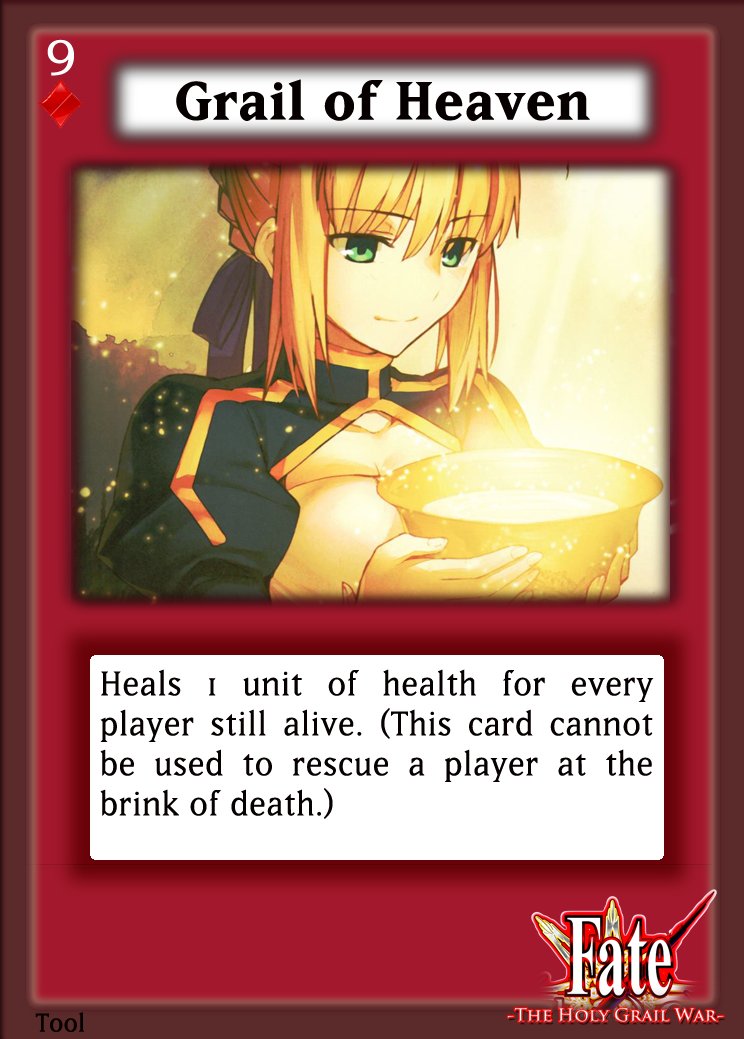 9
Grail of Heaven
Heals 1 unit of health for every
player still alive. (This card cannot
be used to rescue a player at the
brink of death.)
Fate
-THE HOLY GRAIL WAR-
Tool